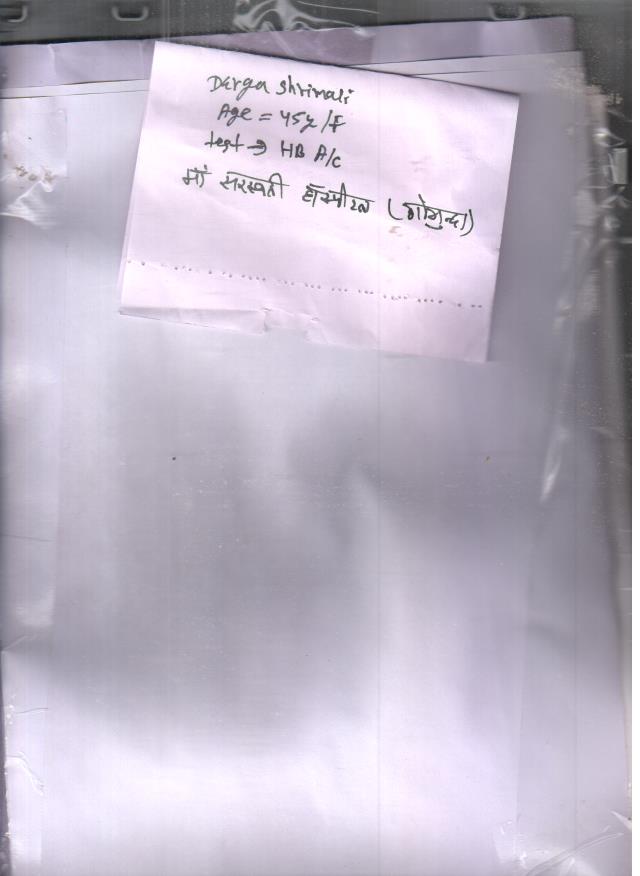 Durga Shrimali
Age = 45y/F
test → HB A/c
माँ सरस्वती हॉस्पीटल (गोगुन्दा)